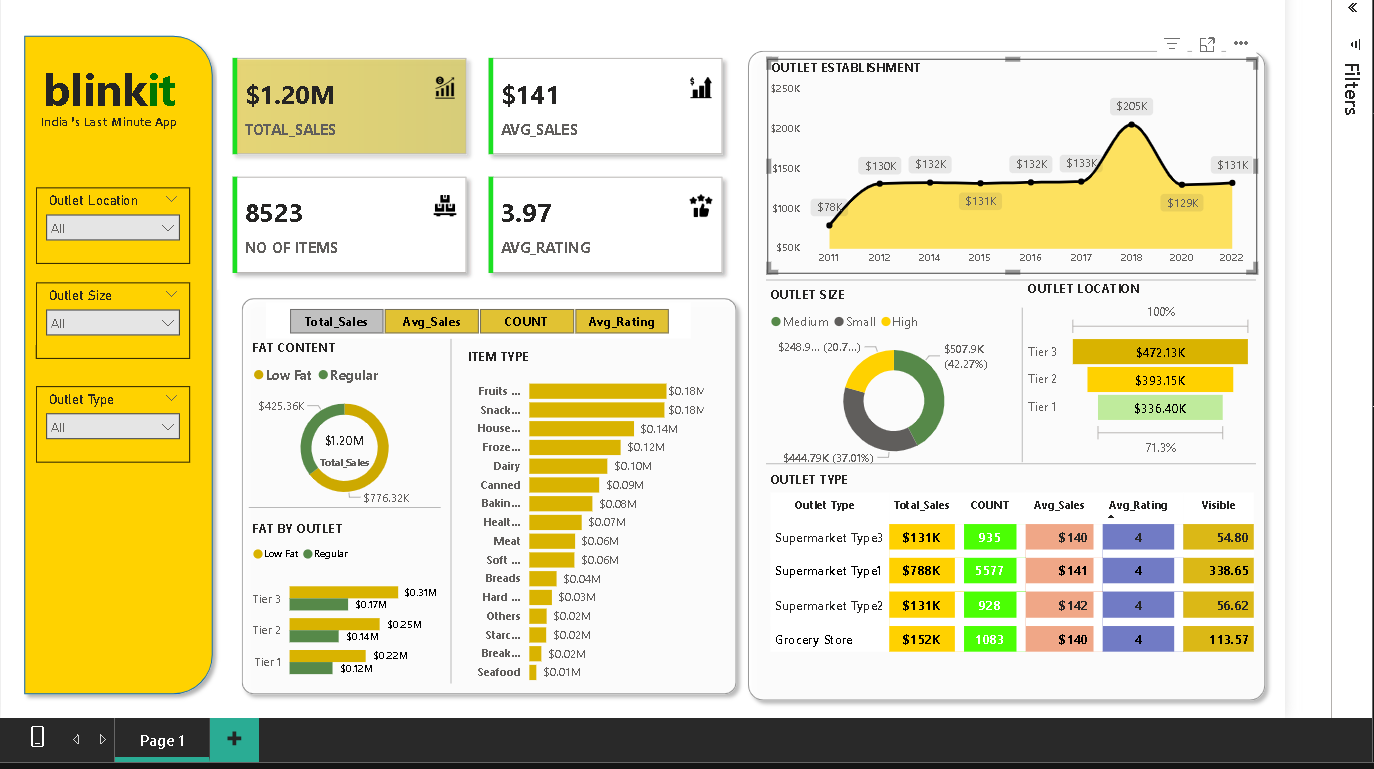 blinkit
India 's Last Minute App
Outlet Location
All
Outlet Size
All
Outlet Type
All
$1.20M
TOTAL_SALES
$141
AVG_SALES
8523
NO OF ITEMS
3.97
AVG_RATING
Total_Sales Avg_Sales COUNT Avg_Rating
FAT CONTENT
Low Fat Regular
$425.36K
$1.20M
Total_Sales
$776.32K
FAT BY OUTLET
Low Fat Regular
Tier 3 $0.31M
$0.17M
Tier 2 $0.25M
$0.14M
Tier 1 $0.22M
$0.12M
ITEM TYPE
Fruits ... $0.18M
Snack... $0.18M
House... $0.14M
Froze... $0.12M
Dairy $0.10M
Canned $0.09M
Bakin... $0.08M
Healt... $0.07M
Meat $0.06M
Soft ... $0.06M
Breads $0.04M
Hard ... $0.03M
Others $0.02M
Starc... $0.02M
Break... $0.02M
Seafood $0.01M
OUTLET ESTABLISHMENT
$250K
$200K
$150K
$100K
$50K
$78K
$130K
$132K
$131K
$132K
$133K
$205K
$129K
$131K
2011 2012 2014 2015 2016 2017 2018 2020 2022
OUTLET SIZE
Medium Small High
$248.9... (20.7...)
$507.9K
(42.27%)
$444.79K (37.01%)
OUTLET LOCATION
100%
Tier 3 $472.13K
Tier 2 $393.15K
Tier 1 $336.40K
71.3%
OUTLET TYPE
Outlet Type Total_Sales COUNT Avg_Sales Avg_Rating Visible
Supermarket Type3 $131K 935 $140 4 54.80
Supermarket Type1 $788K 5577 $141 4 338.65
Supermarket Type2 $131K 928 $142 4 56.62
Grocery Store $152K 1083 $140 4 113.57
Filters
Page 1